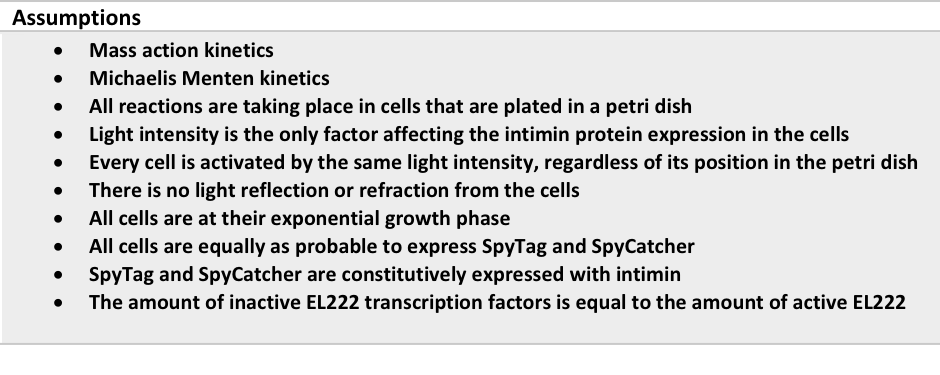 Assumptions
• Mass action kinetics
• Michaelis Menten kinetics
• All reactions are taking place in cells that are plated in a petri dish
• Light intensity is the only factor affecting the intimin protein expression in the cells
• Every cell is activated by the same light intensity, regardless of its position in the petri dish
• There is no light reflection or refraction from the cells
• All cells are at their exponential growth phase
• All cells are equally as probable to express SpyTag and SpyCatcher
• SpyTag and SpyCatcher are constitutively expressed with intimin
• The amount of inactive EL222 transcription factors is equal to the amount of active EL222